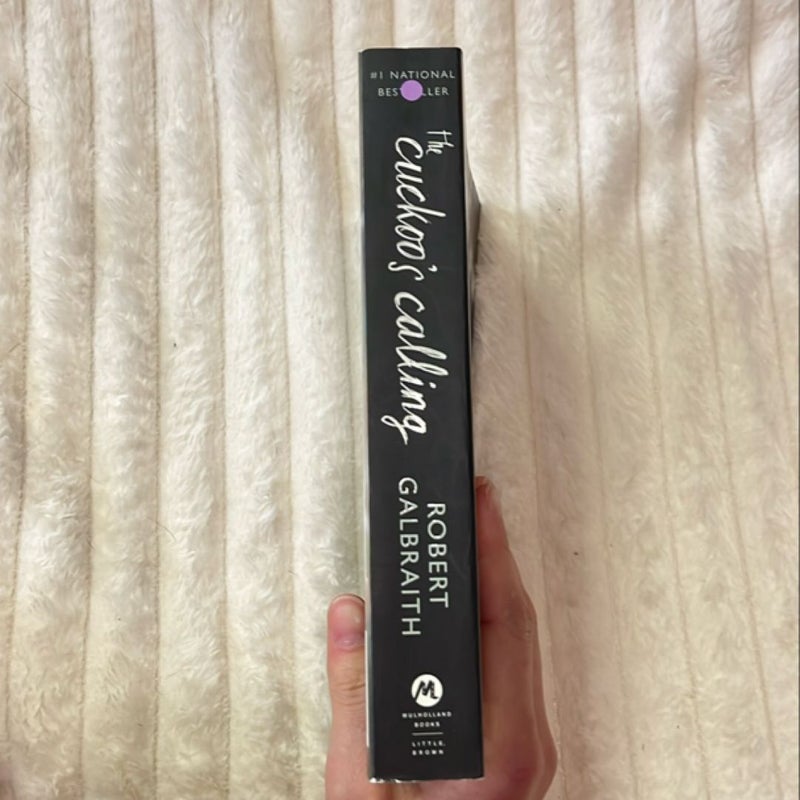 #1 NATIONAL
the
cuckoo's calling
ROBERT
GALBRAITH
M
MULHOLLAND
BOOKS
LITTLE,
BROWN